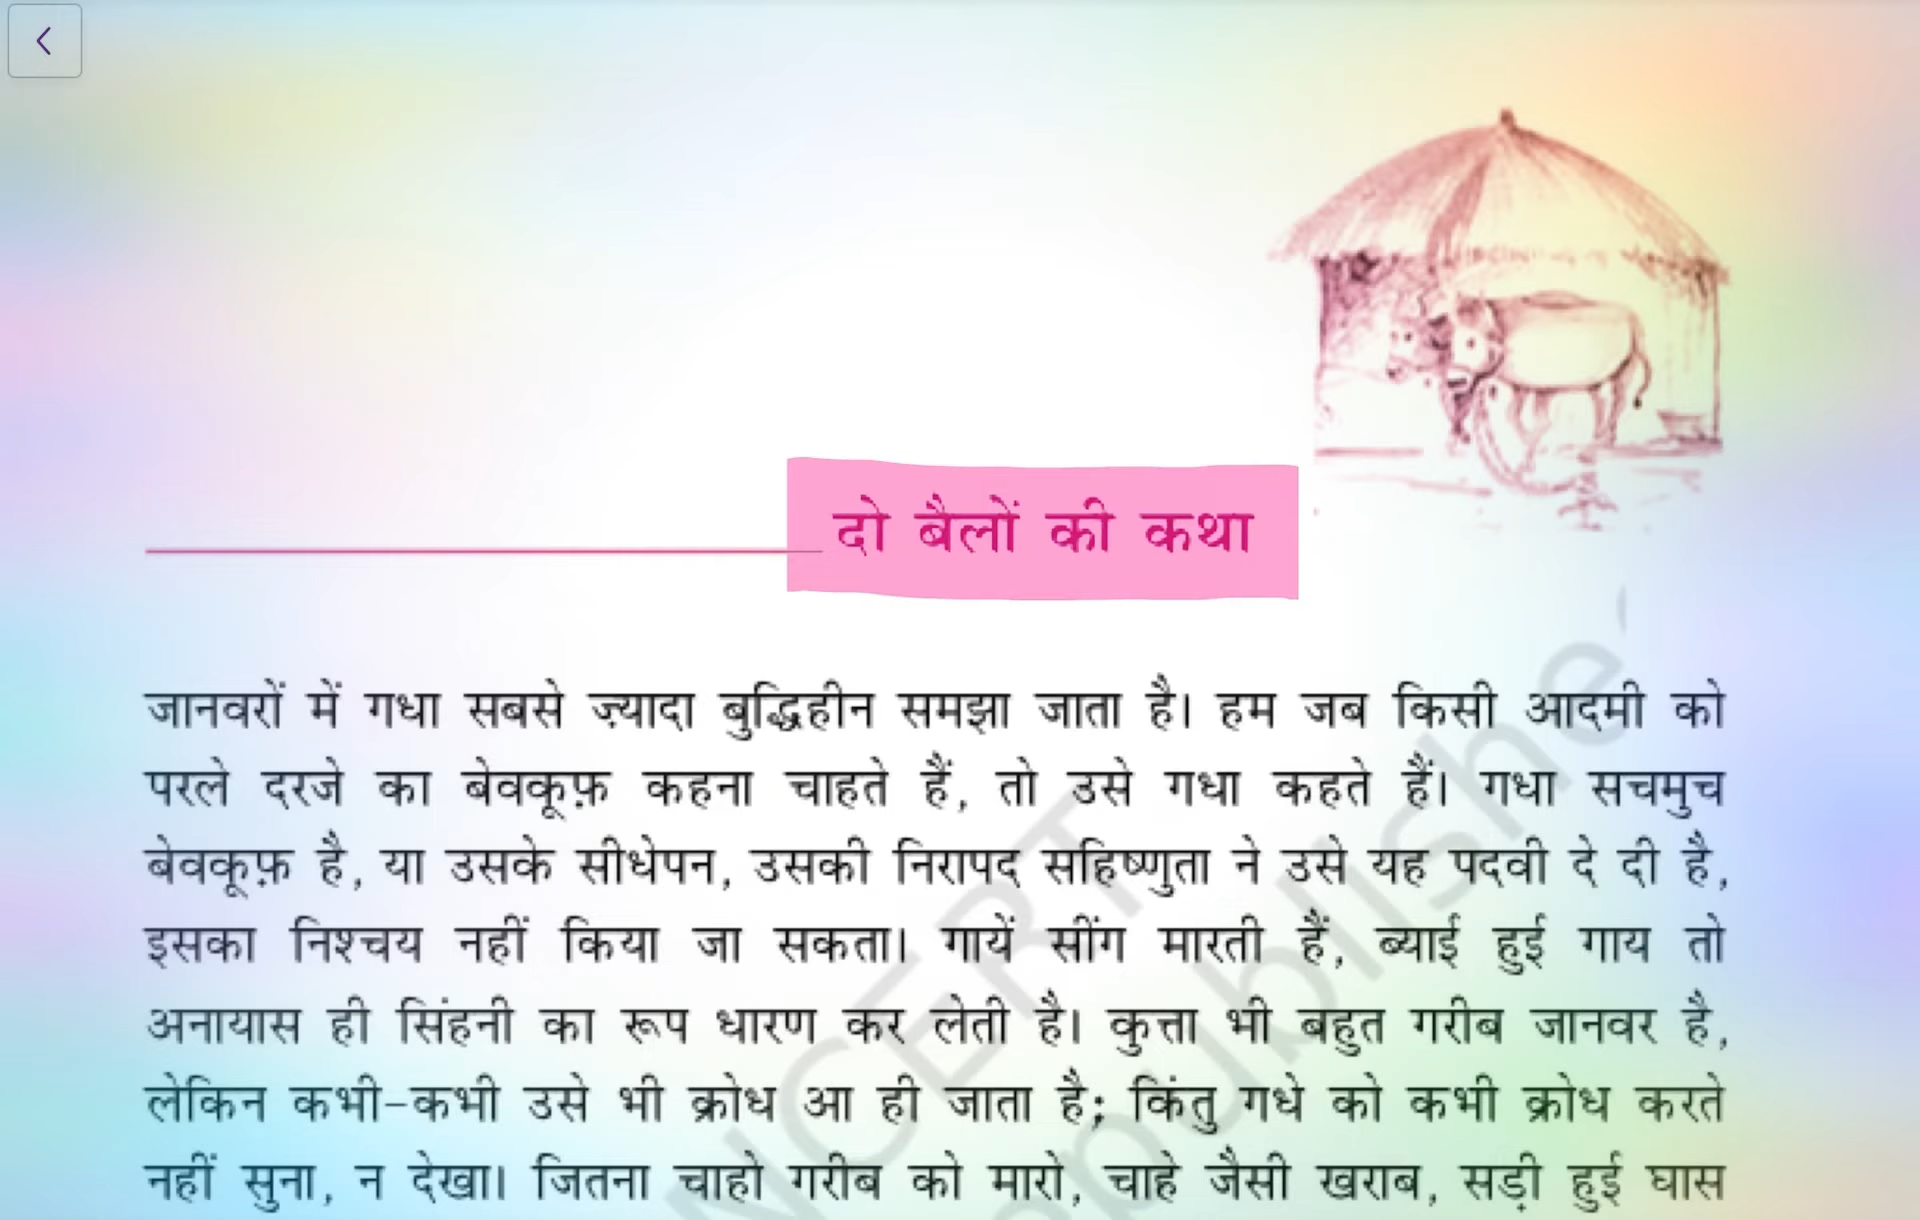 दो बैलों की कथा
जानवरों में गधा सबसे ज़्यादा बुद्धिहीन समझा जाता है। हम जब किसी आदमी को
परले दरजे का बेवकूफ़ कहना चाहते हैं, तो उसे गधा कहते हैं। गधा सचमुच
बेवकूफ़ है, या उसके सीधेपन, उसकी निरापद सहिष्णुता ने उसे यह पदवी दे दी है,
इसका निश्चय नहीं किया जा सकता। गायें सींग मारती हैं, ब्याई हुई गाय तो
अनायास ही सिंहनी का रूप धारण कर लेती है। कुत्ता भी बहुत गरीब जानवर है,
लेकिन कभी-कभी उसे भी क्रोध आ ही जाता है; किंतु गधे को कभी क्रोध करते
नहीं सुना, न देखा। जितना चाहो गरीब को मारो, चाहे जैसी खराब, सड़ी हुई घास
NCERT